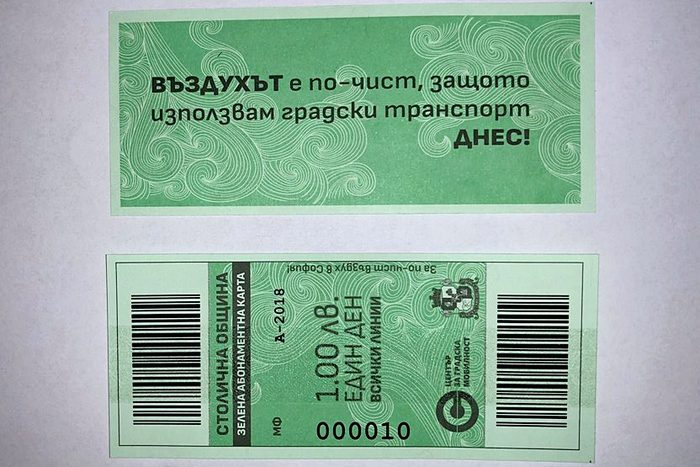 ВЪЗДУХЪТ е по-чист, защото
използвам градски транспорт
ДНЕС!
СТОЛИЧНА ОБЩИНА
ЗЕЛЕНА АБОНАМЕНТНА КАРТА
МФ
А-2018
1.00 лв.
ЕДИН ДЕН
ВСИЧКИ ЛИНИИ
000010
За по-чист въздух в София!
ЦЕНТЪР
ЗА ГРАДСКА
МОБИЛНОСТ